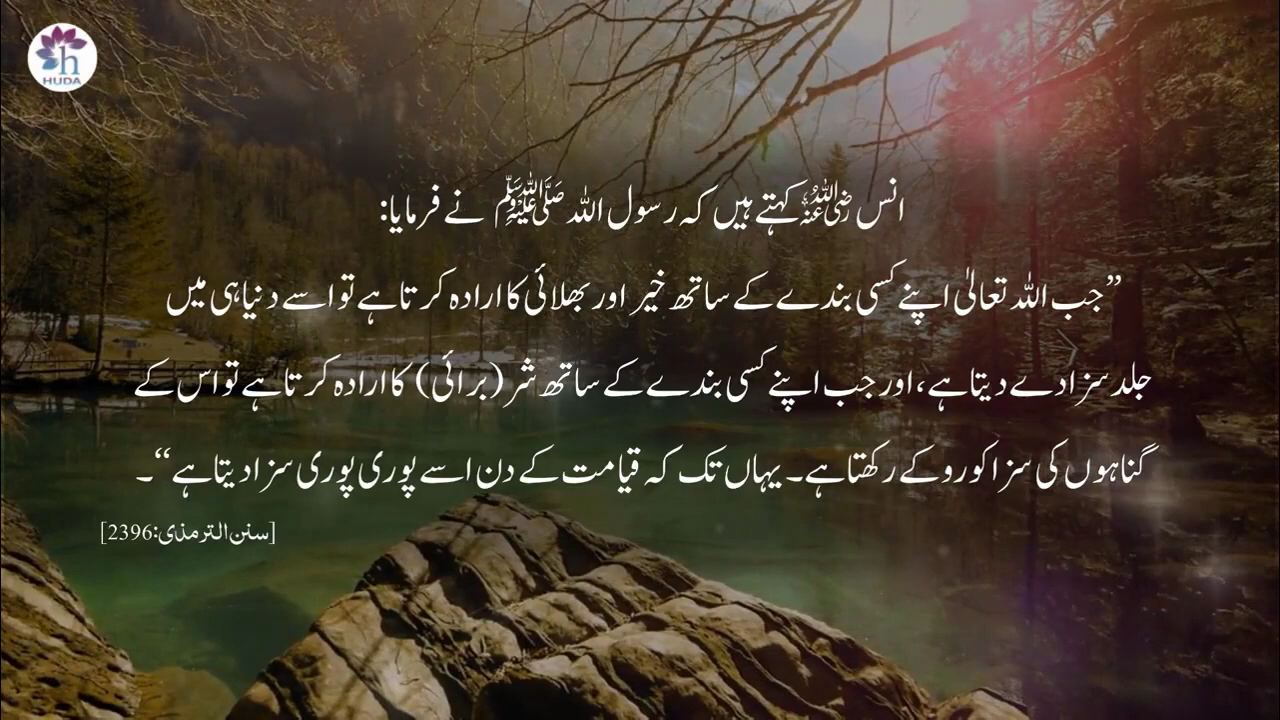 HUDA
انس رضی اللہ عنہ کہتے ہیں کہ رسول اللہ ﷺ نے فرمایا:
”جب اللہ تعالیٰ اپنے کسی بندے کے ساتھ خیر اور بھلائی کا ارادہ کرتا ہے تو اسے دنیا ہی میں
جلد سزا دے دیتا ہے، اور جب اپنے کسی بندے کے ساتھ شر (برائی) کا ارادہ کرتا ہے تو اس کے
گناہوں کی سزا کو روکے رکھتا ہے۔ یہاں تک کہ قیامت کے دن اسے پوری پوری سزا دیتا ہے“۔
[سنن الترمذی:2396]